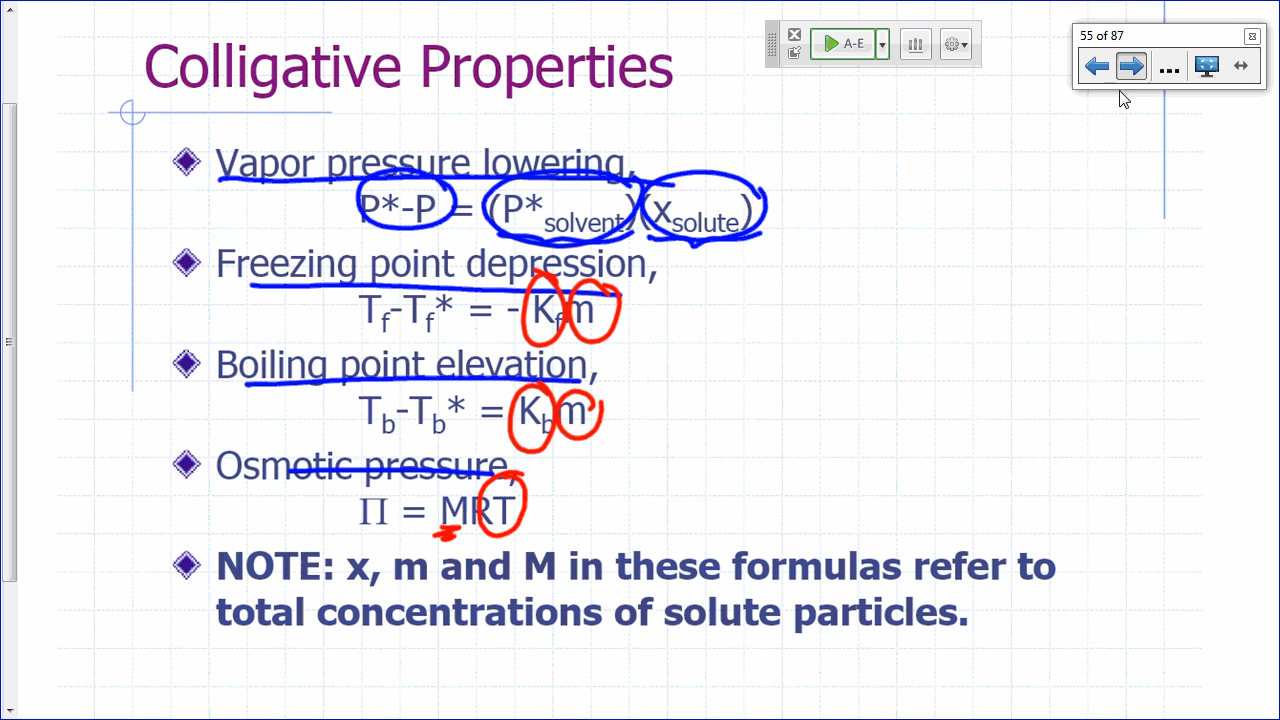 Colligative Properties
A-E
55 of 87
...
Vapor pressure lowering,
P*-P = (P*solvent)(xsolute)
Freezing point depression,
Tf-Tf* = - Kfm
Boiling point elevation,
Tb-Tb* = Kbm
Osmotic pressure,
Π = MRT
NOTE: x, m and M in these formulas refer to
total concentrations of solute particles.